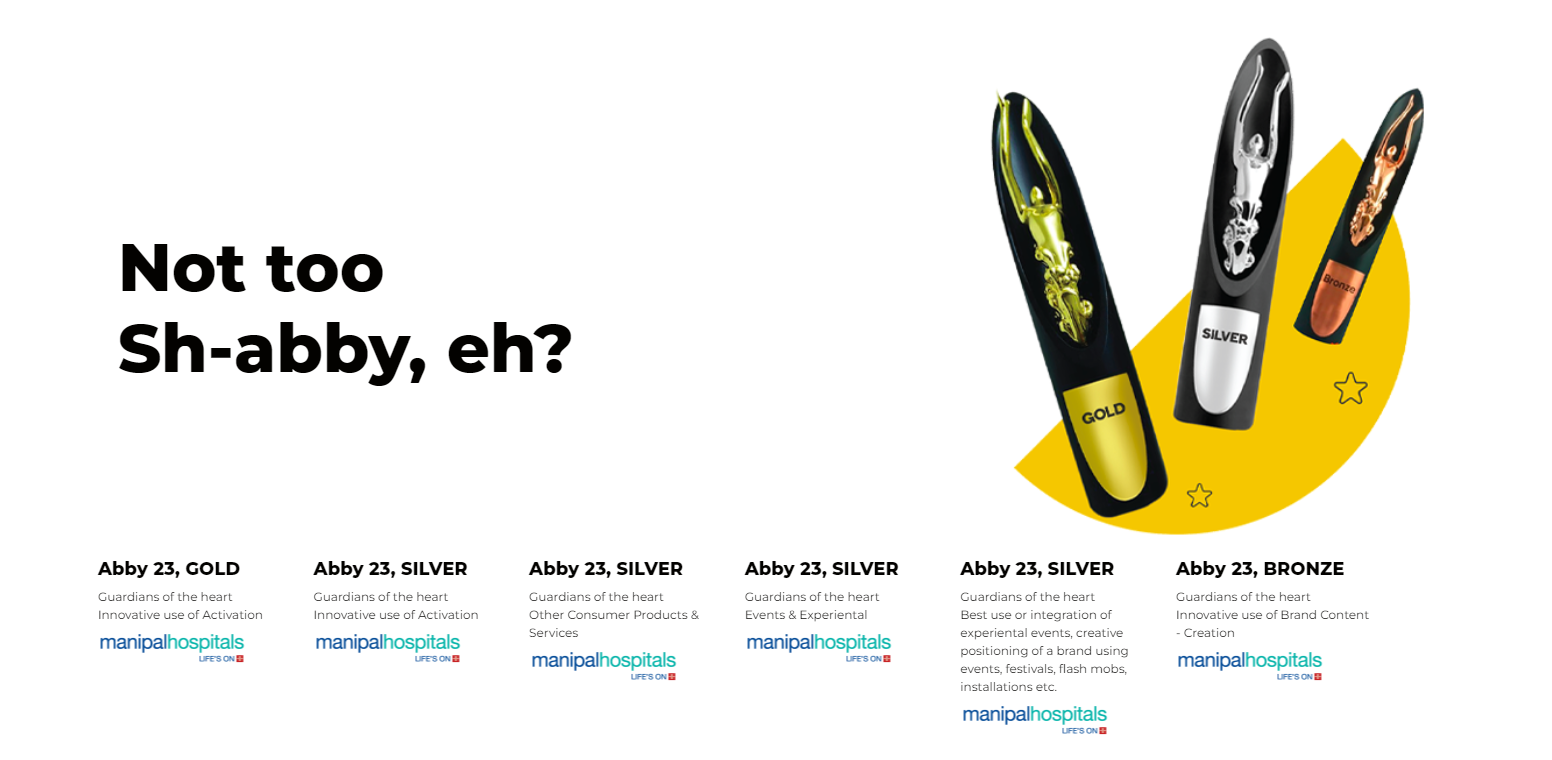 Not too
Sh-abby, eh?
GOLD
SILVER
Bronze
Abby 23, GOLD
Guardians of the heart
Innovative use of Activation
manipalhospitals
LIFE'S ON
Abby 23, SILVER
Guardians of the heart
Innovative use of Activation
manipalhospitals
LIFE'S ON
Abby 23, SILVER
Guardians of the heart
Other Consumer Products &
Services
manipalhospitals
LIFE'S ON
Abby 23, SILVER
Guardians of the heart
Events & Experiental
manipalhospitals
LIFE'S ON
Abby 23, SILVER
Guardians of the heart
Best use or integration of
experiental events, creative
positioning of a brand using
events, festivals, flash mobs,
installations etc.
manipalhospitals
LIFE'S ON
Abby 23, BRONZE
Guardians of the heart
Innovative use of Brand Content
- Creation
manipalhospitals
LIFE'S ON